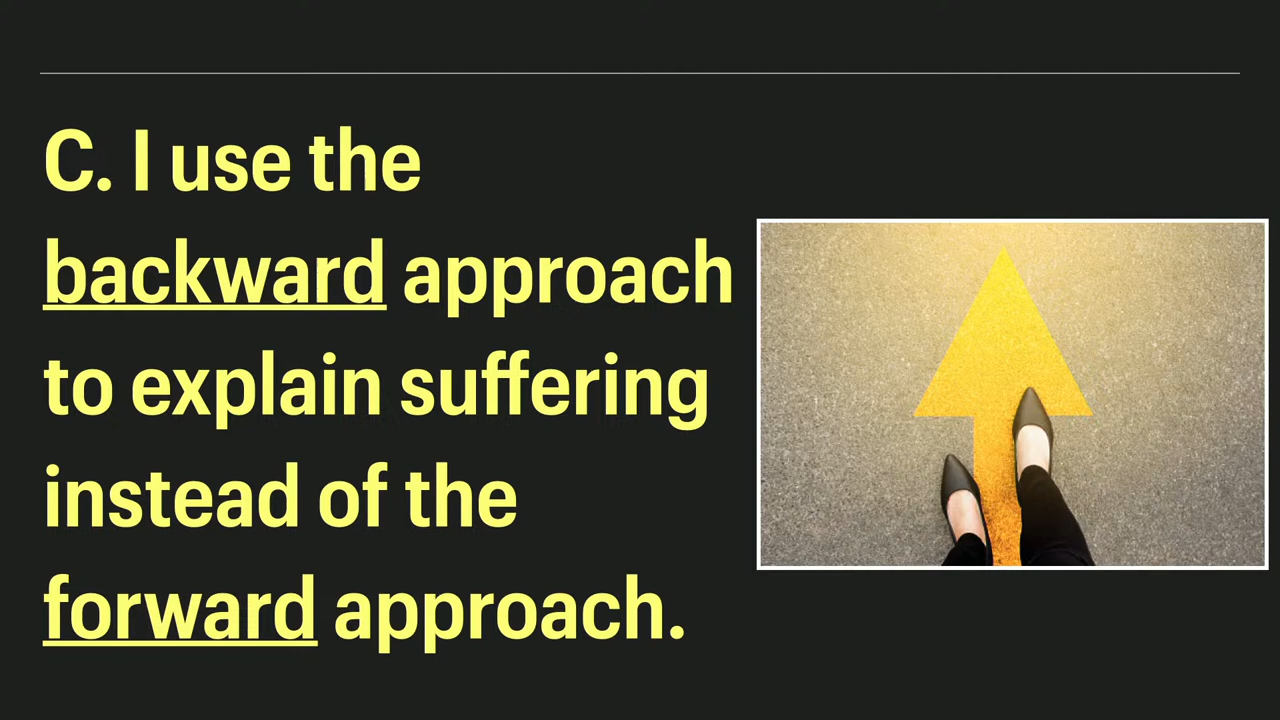 C. I use the
backward approach
to explain suffering
instead of the
forward approach.